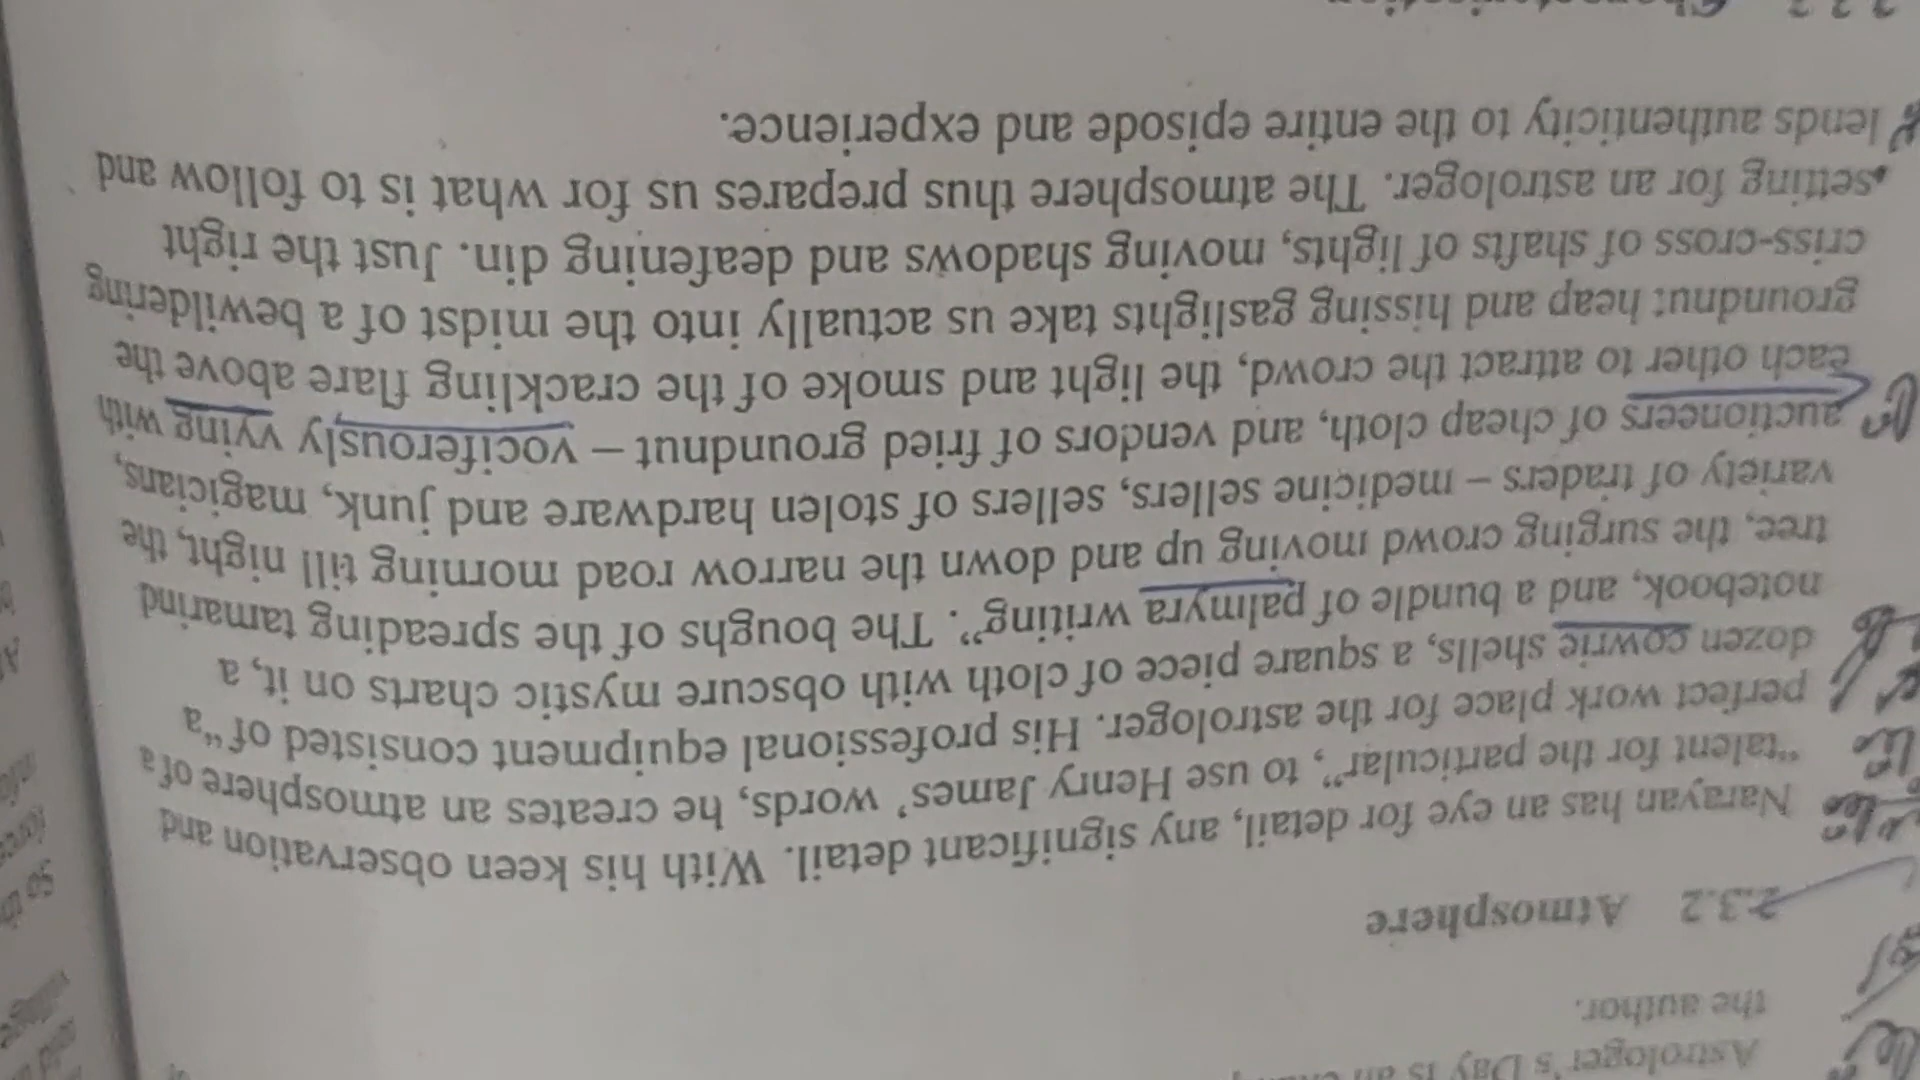 Astrologer's Day is an
the author.
2.3.2 Atmosphere
Narayan has an eye for detail, any significant detail. With his keen observation and
“talent for the particular”, to use Henry James’ words, he creates an atmosphere of a
perfect work place for the astrologer. His professional equipment consisted of “a
dozen cowrie shells, a square piece of cloth with obscure mystic charts on it, a
notebook, and a bundle of palmyra writing”. The boughs of the spreading tamarind
tree, the surging crowd moving up and down the narrow road morning till night, the
variety of traders – medicine sellers, sellers of stolen hardware and junk, magicians,
auctioneers of cheap cloth, and vendors of fried groundnut – vociferously vying with
each other to attract the crowd, the light and smoke of the crackling flare above the
groundnut heap and hissing gaslights take us actually into the midst of a bewildering
criss-cross of shafts of lights, moving shadows and deafening din. Just the right
setting for an astrologer. The atmosphere thus prepares us for what is to follow and
lends authenticity to the entire episode and experience.